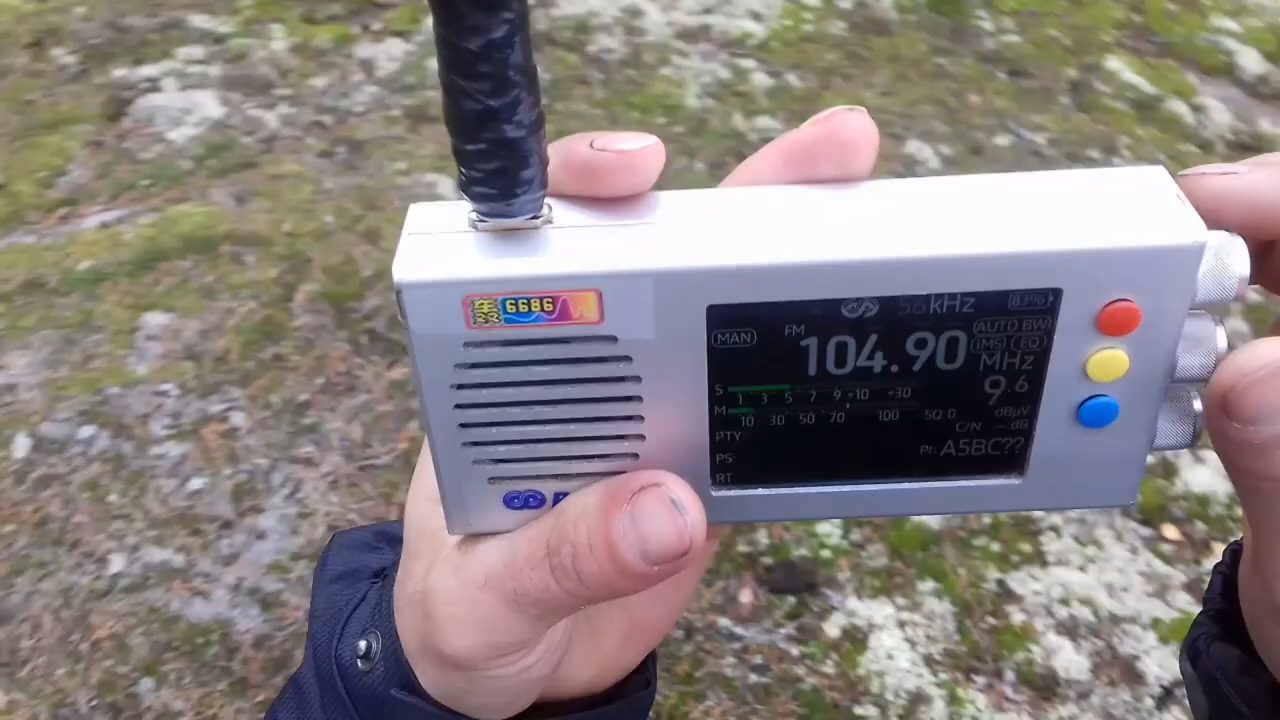 6686
56kHz
83%
MAN
FM
104.90
AUTO BW
iMS EQ
MHz
S
1 3 5 7 9 +10 +30
9.6
dBµV
M
10 30 50 70 100
SQ:0
C/N -- dB
PTY:
PI: A5BC??
PS:
RT